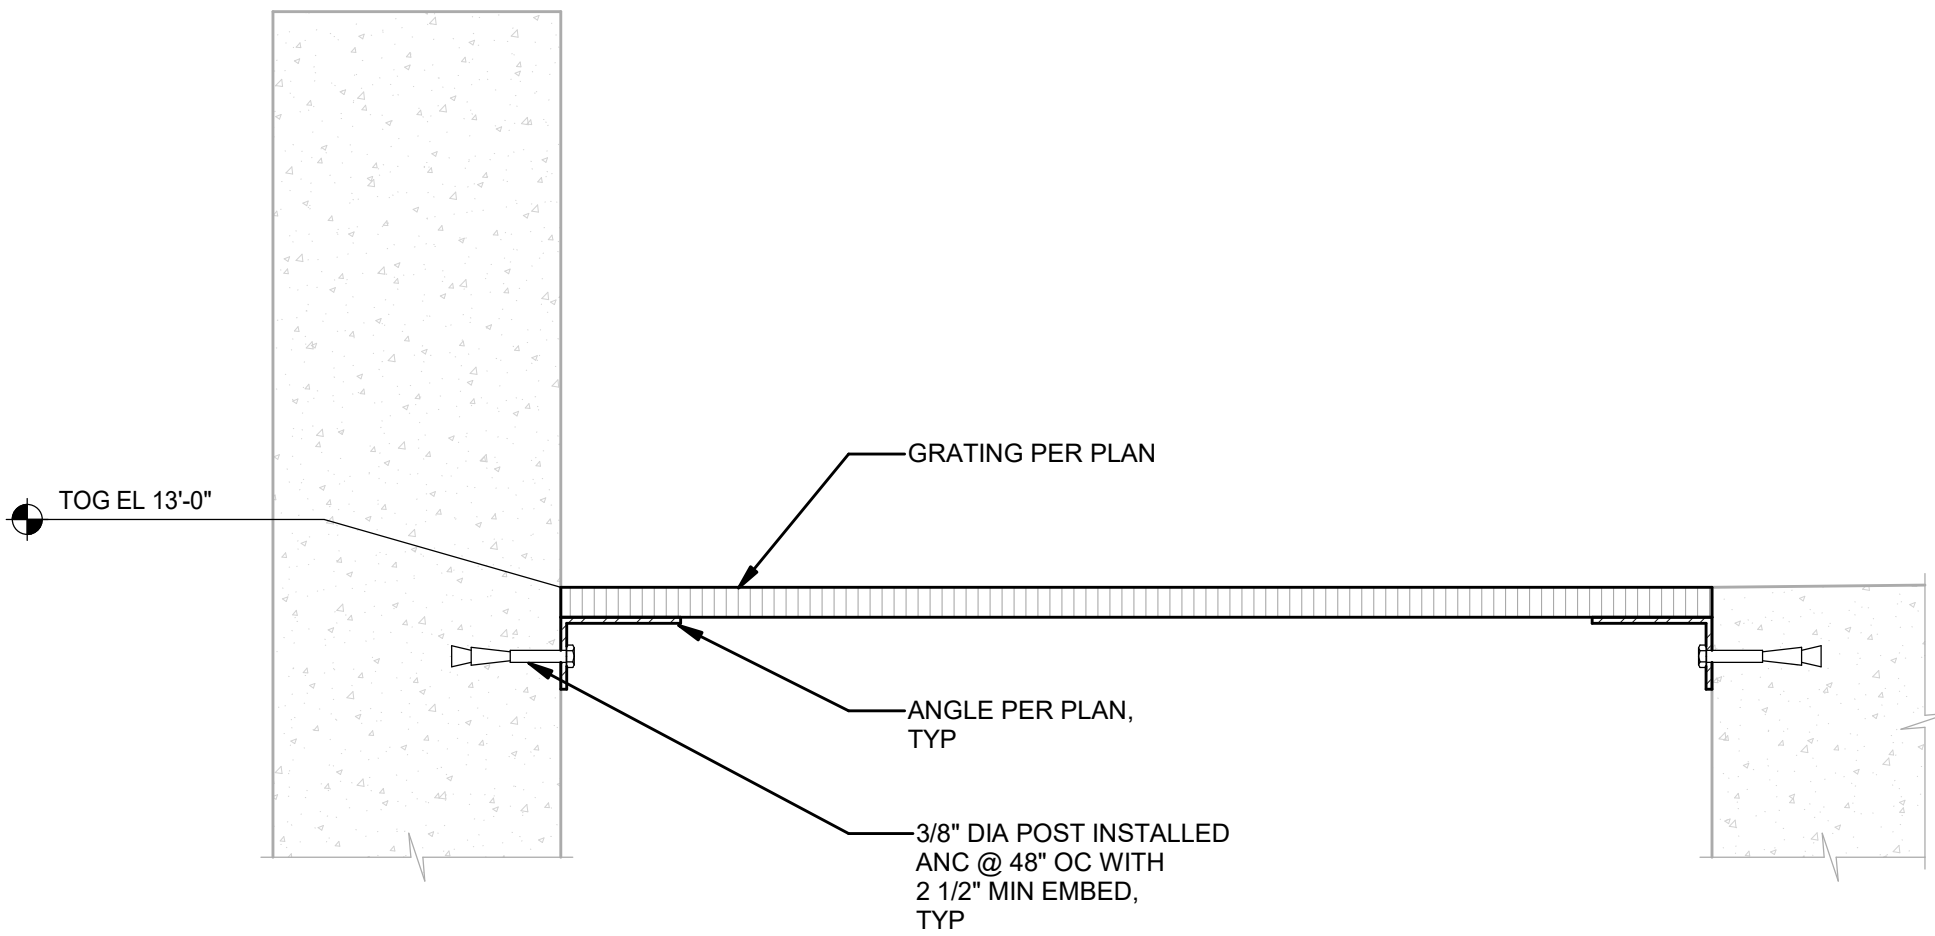 GRATING PER PLAN
TOG EL 13'-0"
ANGLE PER PLAN,
TYP
3/8" DIA POST INSTALLED
ANC @ 48" OC WITH
2 1/2" MIN EMBED,
TYP